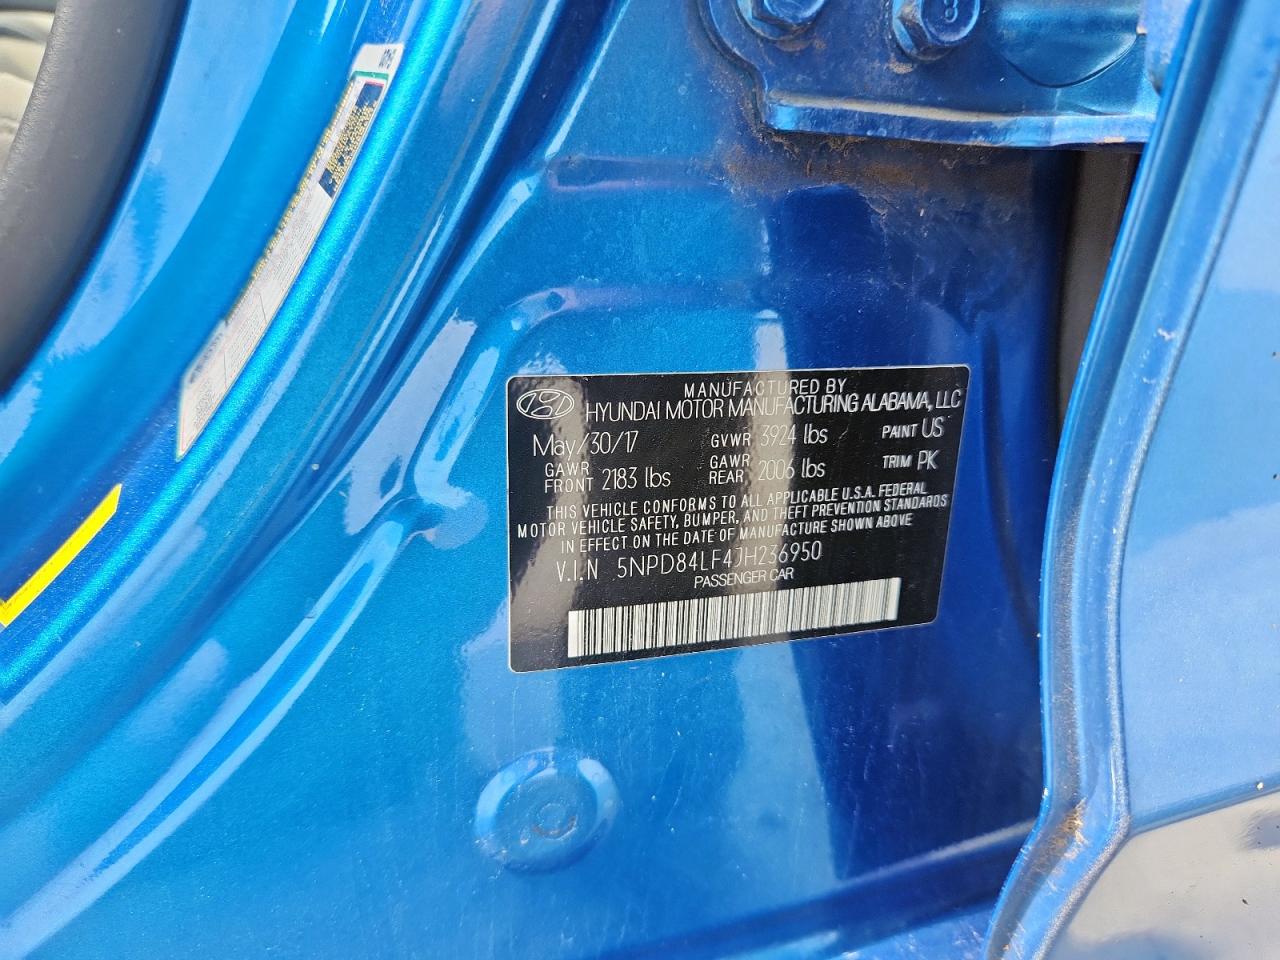 MANUFACTURED BY
HYUNDAI MOTOR MANUFACTURING ALABAMA, LLC
May/30/17 GVWR 3924 lbs PAINT US
GAWR FRONT 2183 lbs GAWR REAR 2006 lbs TRIM PK
THIS VEHICLE CONFORMS TO ALL APPLICABLE U.S.A. FEDERAL
MOTOR VEHICLE SAFETY, BUMPER, AND THEFT PREVENTION STANDARDS
IN EFFECT ON THE DATE OF MANUFACTURE SHOWN ABOVE
V.I.N 5NPD84LF4JH236950
PASSENGER CAR
8